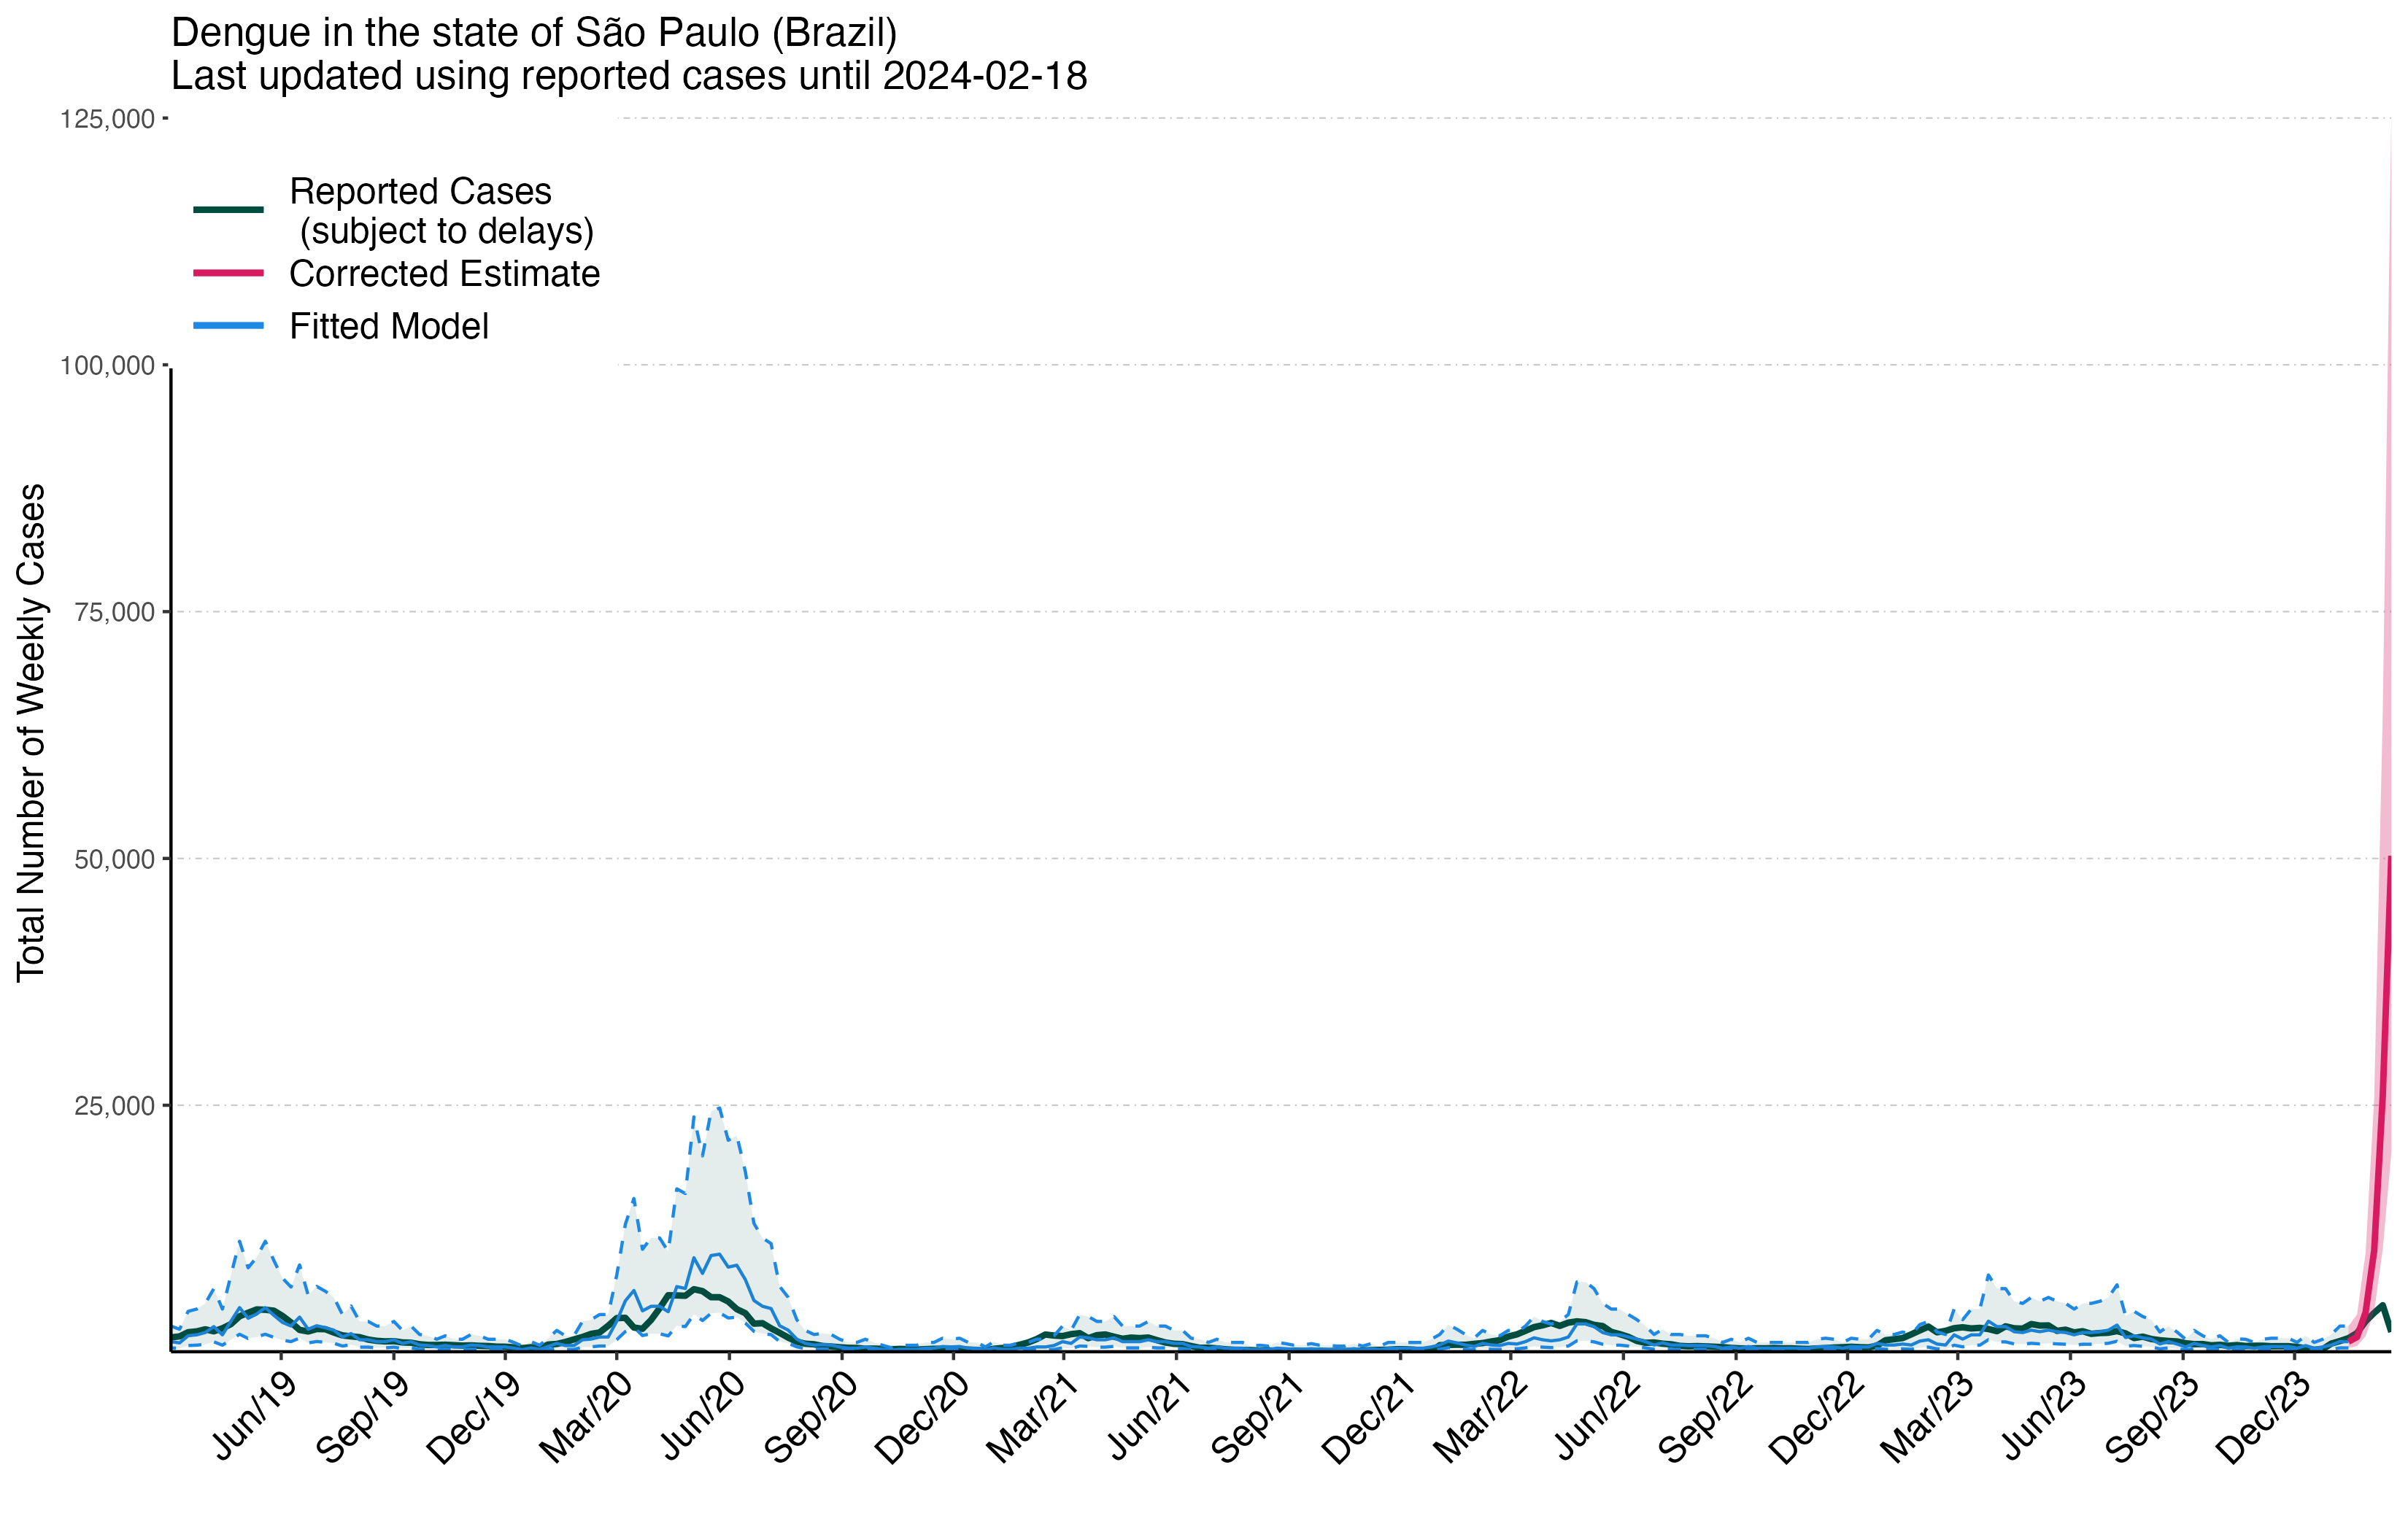 Dengue in the state of São Paulo (Brazil)
Last updated using reported cases until 2024-02-18
125,000
100,000
75,000
50,000
25,000
Total Number of Weekly Cases
Reported Cases
(subject to delays)
Corrected Estimate
Fitted Model
Jun/19
Sep/19
Dec/19
Mar/20
Jun/20
Sep/20
Dec/20
Mar/21
Jun/21
Sep/21
Dec/21
Mar/22
Jun/22
Sep/22
Dec/22
Mar/23
Jun/23
Sep/23
Dec/23